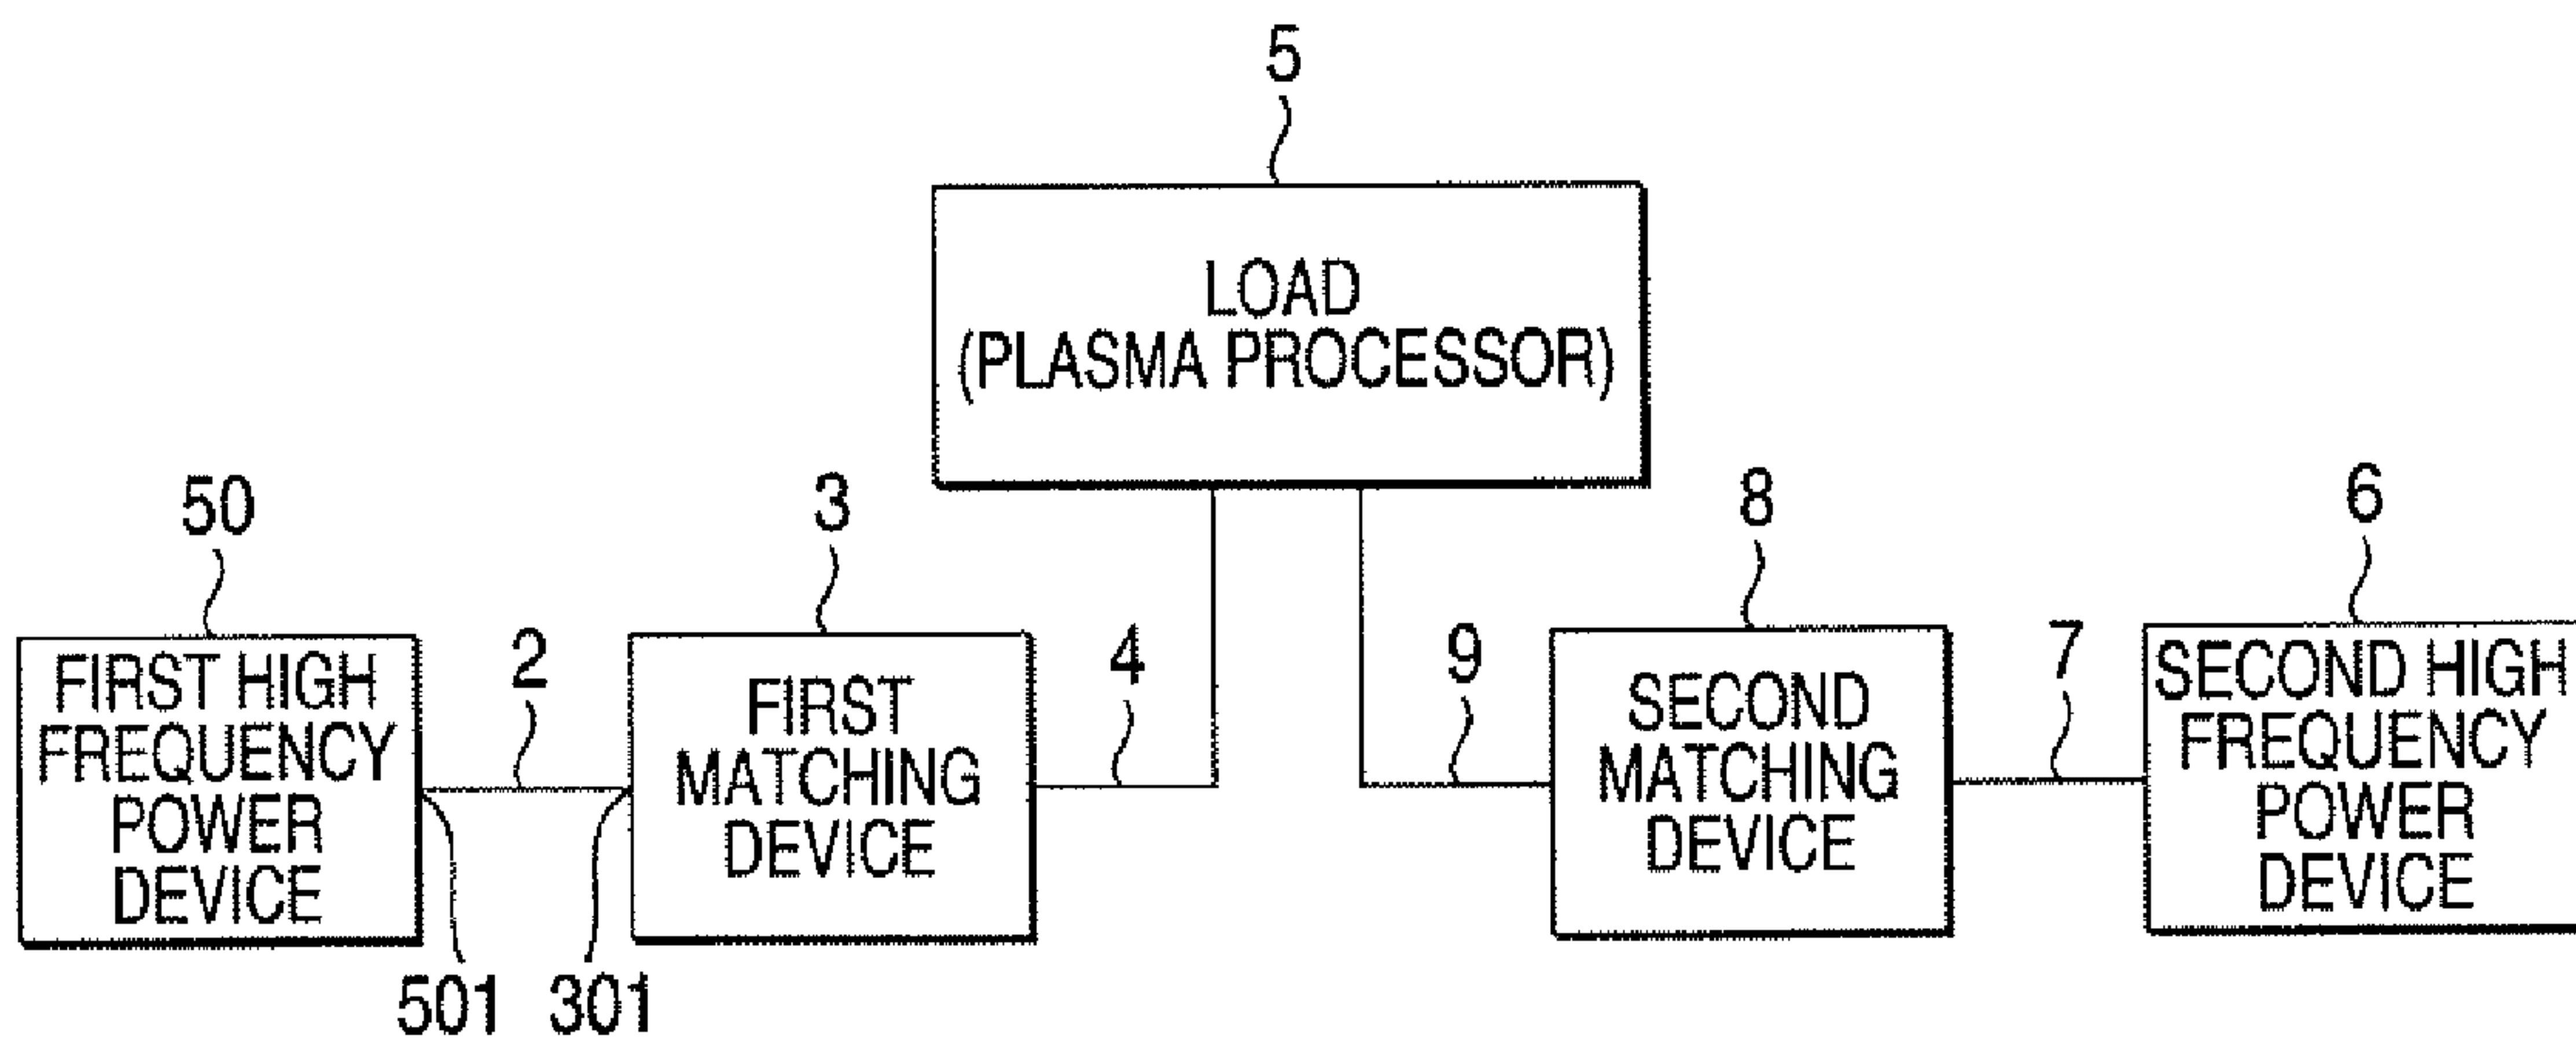 5
LOAD
(PLASMA PROCESSOR)
50
3
8
6
FIRST HIGH
FREQUENCY
POWER
DEVICE
2
FIRST
MATCHING
DEVICE
4
9
SECOND
MATCHING
DEVICE
7
SECOND HIGH
FREQUENCY
POWER
DEVICE
501
301